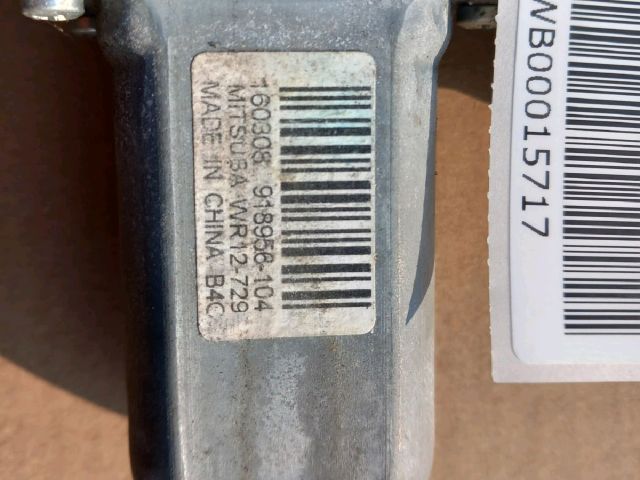 160308 918956-104
MITSUBA WR12-729
MADE IN CHINA B4C
WB00015717